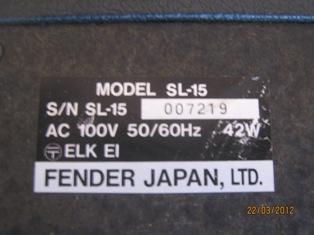 MODEL SL-15
S/N SL-15 007219
AC 100V 50/60Hz 42W
〒 ELK EI
FENDER JAPAN, LTD.
22/03/2012